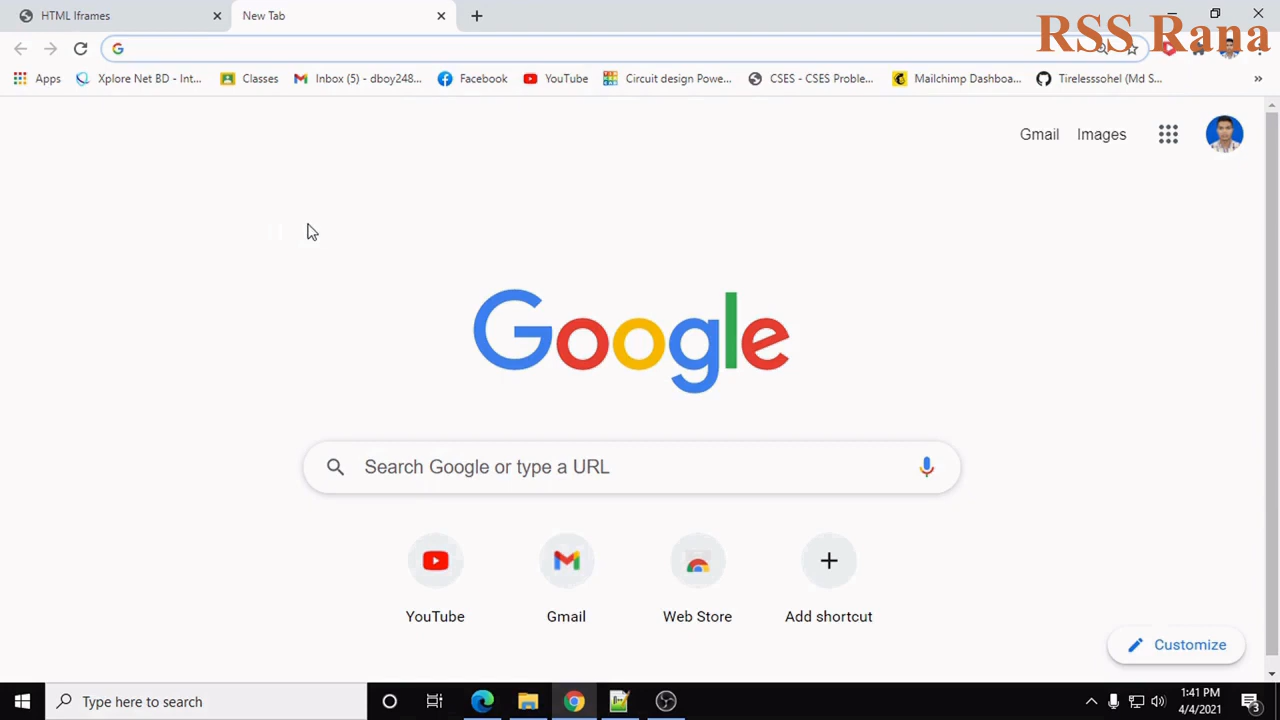 HTML Iframes
New Tab
RSS Rana
Apps
Xplore Net BD - Int...
Classes
Inbox (5) - dboy248...
Facebook
YouTube
Circuit design Powe...
CSES - CSES Proble...
Mailchimp Dashboa...
Tirelesssohel (Md S...
»
Gmail
Images
Google
Search Google or type a URL
YouTube
Gmail
Web Store
Add shortcut
Customize
Type here to search
1:41 PM
4/4/2021
3